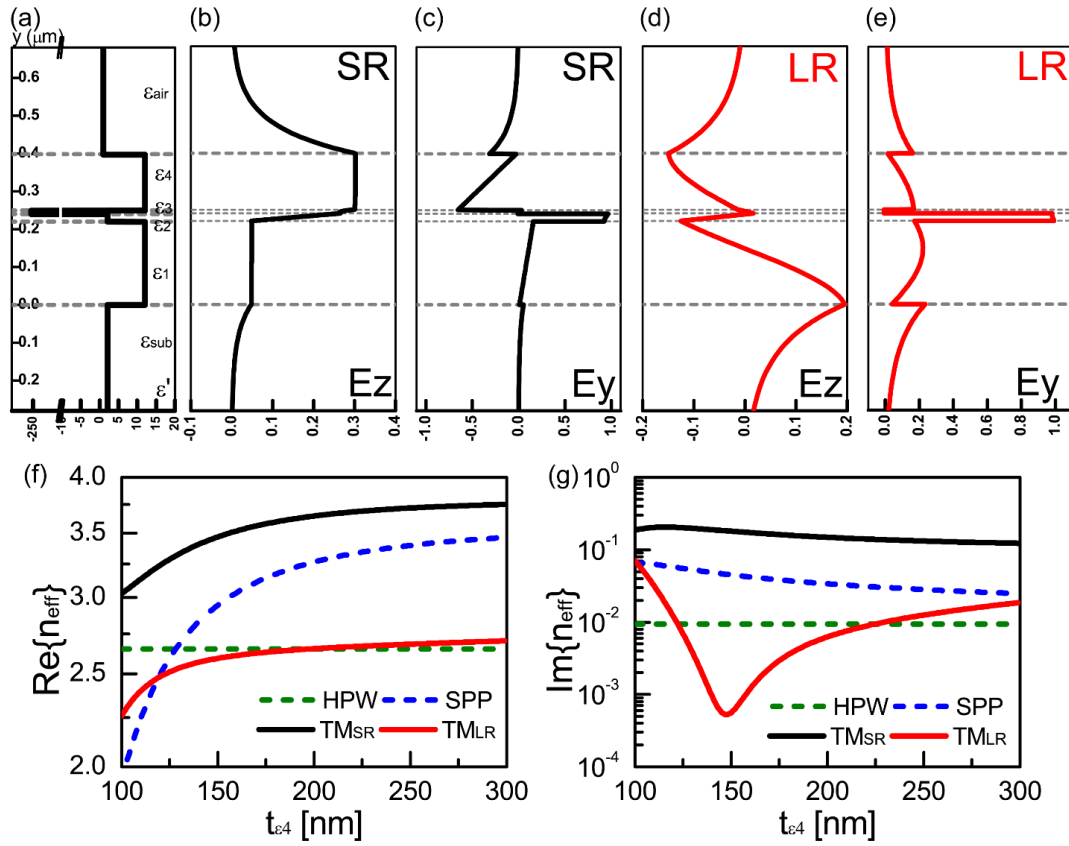 (a) (b) (c) (d) (e)
y (μm)
SR SR LR LR
0.6
εair
0.5
0.4
ε4
0.3
ε3
ε2
0.2
ε1
0.1
0.0
εsub
0.1
0.2
ε'
Ez Ey Ez Ey
-250 -10 0 5 10 15 20
0.0 0.1 0.2 0.3 0.4
-1.0 -0.5 0.0 0.5 1.0
-0.2 -0.1 0.0 0.1 0.2
0.0 0.2 0.4 0.6 0.8 1.0
(f)
4.0
3.5
3.0
2.5
2.0
Re{neff}
HPW SPP
TMSR TMLR
100 150 200 250 300
tε4 [nm]
(g)
10^0
10^-1
10^-2
10^-3
10^-4
Im{neff}
HPW SPP
TMSR TMLR
100 150 200 250 300
tε4 [nm]